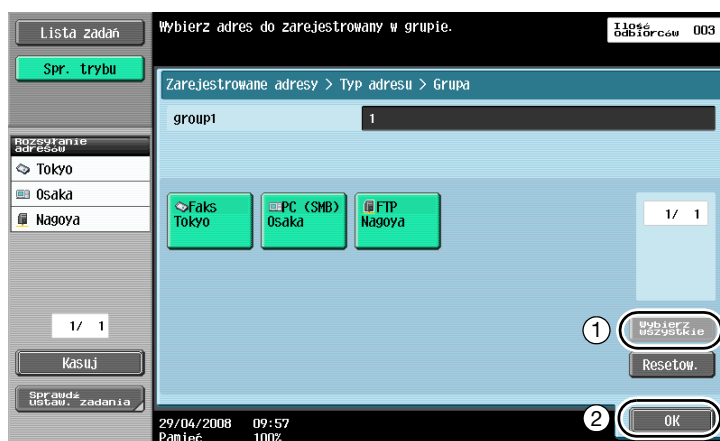 Lista zadań
Spr. trybu
Wybierz adres do zarejestrowany w grupie.
Ilość
odbiorców 003
Zarejestrowane adresy > Typ adresu > Grupa
group1 1
Rozsyłanie
adresów
Tokyo
Osaka
Nagoya
Faks
Tokyo
PC (SMB)
Osaka
FTP
Nagoya
1/ 1
1/ 1
Kasuj
Sprawdź
ustaw. zadania
1
Wybierz
wszystkie
Resetow.
2
OK
29/04/2008 09:57
Pamięć 100%